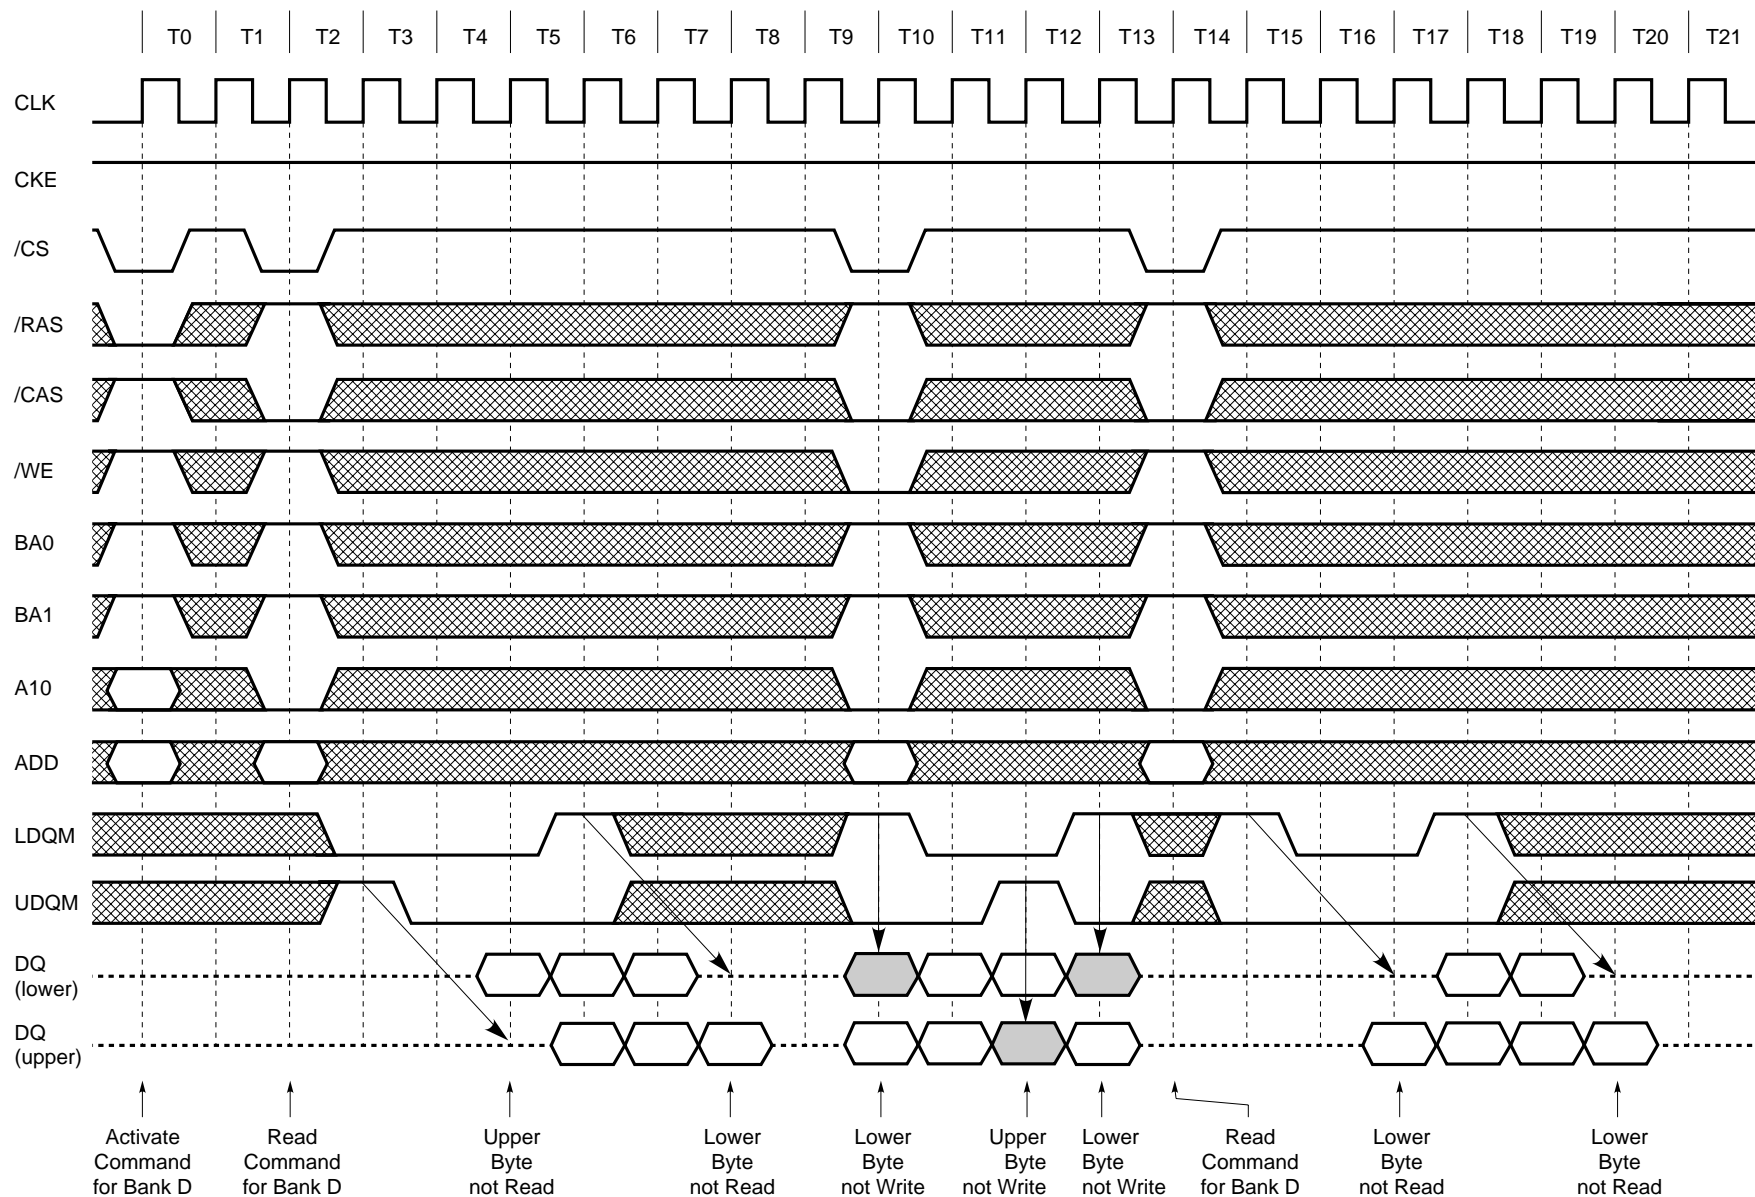 T0 T1 T2 T3 T4 T5 T6 T7 T8 T9 T10 T11 T12 T13 T14 T15 T16 T17 T18 T19 T20 T21
CLK
CKE
/CS
/RAS
/CAS
/WE
BA0
BA1
A10
ADD
LDQM
UDQM
DQ
(lower)
DQ
(upper)
Activate
Command
for Bank D
Read
Command
for Bank D
Upper
Byte
not Read
Lower
Byte
not Read
Lower
Byte
not Write
Upper
Byte
not Write
Lower
Byte
not Write
Read
Command
for Bank D
Lower
Byte
not Read
Lower
Byte
not Read